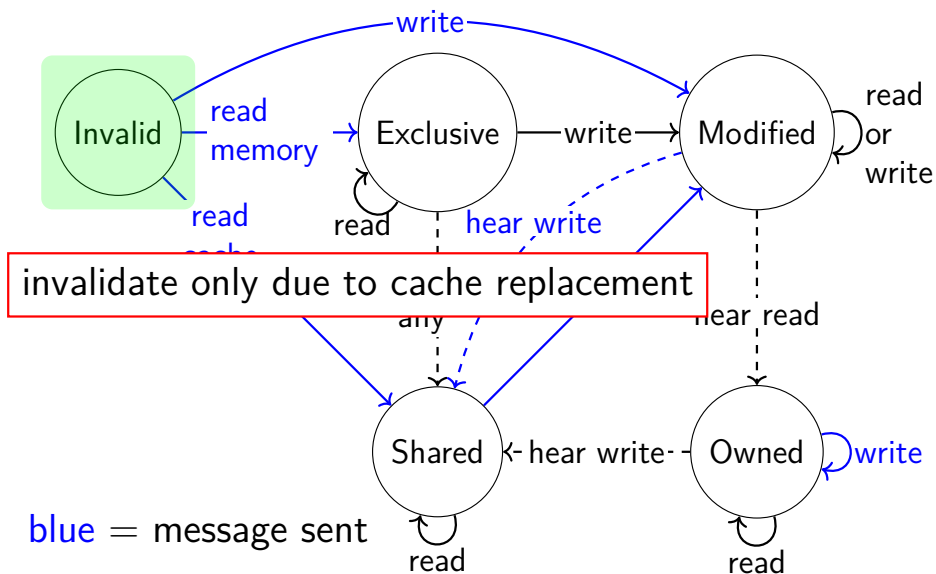 write
Invalid
read
memory
Exclusive
write
Modified
read
or
write
read
cache
read
hear write
invalidate only due to cache replacement
any
hear read
Shared
hear write
Owned
write
read
read
blue = message sent